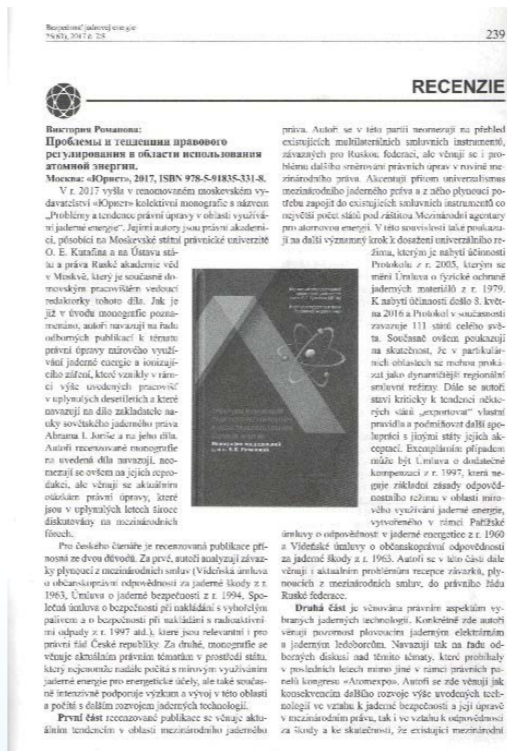 Bezpečnost jaderné energie
25(63), 2017 č. 7/8
239
RECENZIE
Виктория Романова:
Проблемы и тенденции правового
регулирования в области использования
атомной энергии.
Москва: «Юрист», 2017, ISBN 978-5-91835-331-8.
V r. 2017 vyšla v renomovaném moskevském vy-
davatelství «Юрист» kolektivní monografie s názvem
„Problémy a tendence právní úpravy v oblasti využívá-
ní jaderné energie“. Jejími autory jsou právní akademi-
ci, působící na Moskevské státní právnické univerzitě
O. E. Kutafina a na Ústavu stá-
tu a práva Ruské akademie věd
v Moskvě, který je současně do-
movským pracovištěm vedoucí
redaktorky tohoto díla. Jak je
již v úvodu monografie pozna-
menáno, autoři navazují na řadu
odborných publikací k tématu
právní úpravy mírového využí-
vání jaderné energie a ionizují-
cího záření, které vznikly v rám-
ci výše uvedených pracovišť
v uplynulých desetiletích a které
navazují na dílo zakladatele na-
uky sovětského jaderného práva
Abrama I. Joriše a na jeho díla.
Autoři recenzované monografie
na uvedená díla navazují, neo-
mezují se ovšem na jejich repro-
dukci, ale věnují se aktuálním
otázkám právní úpravy, které
jsou v uplynulých letech široce
diskutovány na mezinárodních
fórech.
Pro českého čtenáře je recenzovaná publikace pří-
nosná ze dvou důvodů. Za prvé, autoři analyzují závaz-
ky plynoucí z mezinárodních smluv (Vídeňská úmluva
o občanskoprávní odpovědnosti za jaderné škody z r.
1963, Úmluva o jaderné bezpečnosti z r. 1994, Spo-
lečná úmluva o bezpečnosti při nakládání s vyhořelým
palivem a o bezpečnosti při nakládání s radioaktivní-
mi odpady z r. 1997 atd.), které jsou relevantní i pro
právní řád České republiky. Za druhé, monografie se
věnuje aktuálním právním tématům v prostředí státu,
který nejenomže nadále počítá s mírovým využíváním
jaderné energie pro energetické účely, ale také součas-
ně intenzivně podporuje výzkum a vývoj v této oblasti
a počítá s dalším rozvojem jaderných technologií.
První část recenzované publikace se věnuje aktu-
álním tendencím v oblasti mezinárodního jaderného
práva. Autoři se v této partii neomezují na přehled
existujících multilaterálních smluvních instrumentů,
závazných pro Ruskou federaci, ale věnují se i pro-
blému dalšího směrování právních úprav v rovině me-
zinárodního práva. Akcentují přitom univerzalismus
mezinárodního jaderného práva a z něho plynoucí po-
třebu zapojit do existujících smluvních instrumentů co
největší počet států pod záštitou Mezinárodní agentury
pro atomovou energii. V této souvislosti také poukazu-
jí na další významný krok k dosažení univerzálního re-
žimu, kterým je nabytí účinnosti
Protokolu z r. 2005, kterým se
mění Úmluva o fyzické ochraně
jaderných materiálů z r. 1979.
K nabytí účinnosti došlo 8. květ-
na 2016 a Protokol v současnosti
zavazuje 111 států celého svě-
ta. Současně ovšem poukazují
na skutečnost, že v partikulár-
ních oblastech se mohou proká-
zat jako dynamičtější regionální
smluvní režimy. Dále se autoři
staví kriticky k tendenci někte-
rých států „exportovat“ vlastní
pravidla a podmiňovat další spo-
lupráci s jinými státy jejich ak-
ceptací. Exemplárním případem
může být Úmluva o dodatečné
kompenzaci z r. 1997, která ne-
guje základní zásady odpověd-
nostního režimu v oblasti míro-
vého využívání jaderné energie,
vytvořeného v rámci Pařížské
úmluvy o odpovědnosti v jaderné energetice z r. 1960
a Vídeňské úmluvy o občanskoprávní odpovědnosti
za jaderné škody z r. 1963. Autoři se v této části dále
věnují i aktuálním problémům recepce závazků, ply-
noucích z mezinárodních smluv, do právního řádu
Ruské federace.
Druhá část je věnována právním aspektům vy-
braných jaderných technologií. Konkrétně zde autoři
věnují pozornost plovoucím jaderným elektrárnám
a jaderným ledoborcům. Navazují tak na řadu od-
borných diskusí nad těmito tématy, které probíhaly
v posledních letech mimo jiné v rámci právních pa-
nelů kongresu «Atomexpo». Autoři se zde věnují jak
konsekvencím dalšího rozvoje výše uvedených tech-
nologií ve vztahu k jaderné bezpečnosti a její úpravě
v mezinárodním právu, tak i ve vztahu k odpovědnosti
za škody a ke skutečnosti, že existující mezinárodní